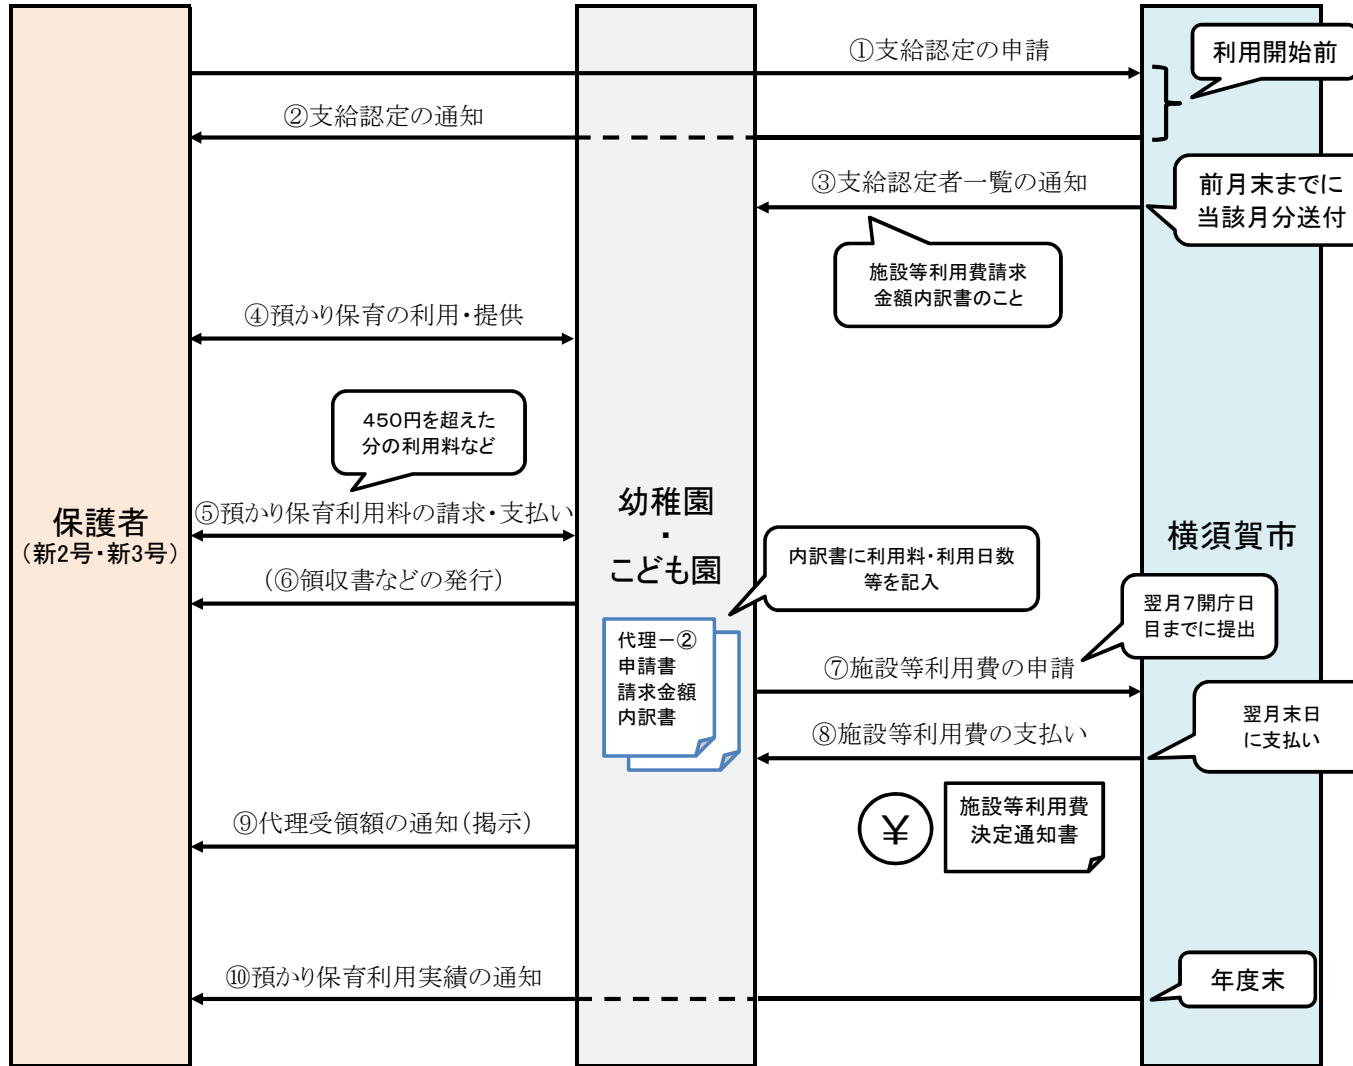 ①支給認定の申請
利用開始前
②支給認定の通知
③支給認定者一覧の通知
前月末までに
当該月分送付
施設等利用費請求
金額内訳書のこと
④預かり保育の利用・提供
450円を超えた
分の利用料など
⑤預かり保育利用料の請求・支払い
保護者
（新2号・新3号）
幼稚園
・
こども園
横須賀市
内訳書に利用料・利用日数
等を記入
(⑥領収書などの発行)
翌月7開庁日
目までに提出
代理ー②
申請書
請求金額
内訳書
⑦施設等利用費の申請
⑧施設等利用費の支払い
翌月末日
に支払い
⑨代理受領額の通知(掲示)
¥
施設等利用費
決定通知書
⑩預かり保育利用実績の通知
年度末